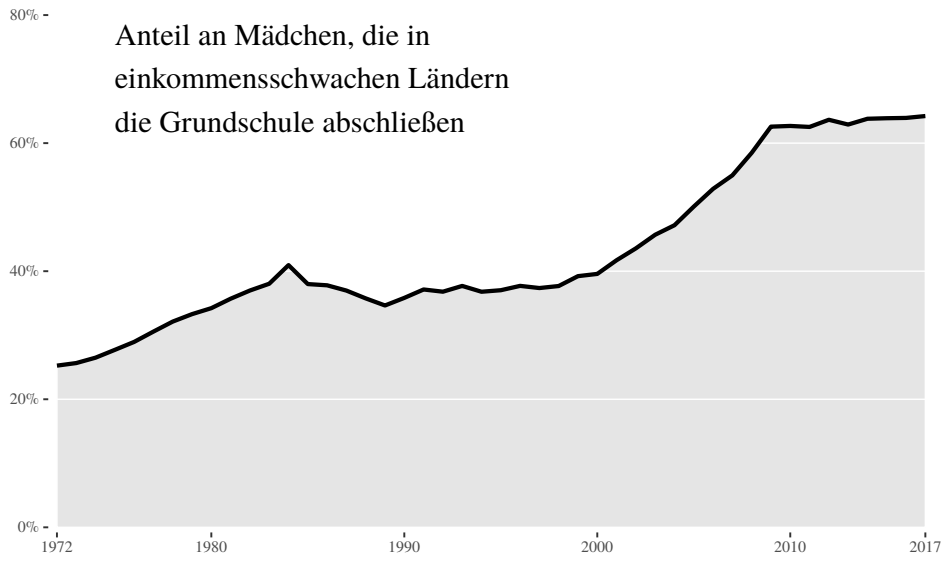 80%
Anteil an Mädchen, die in
einkommensschwachen Ländern
die Grundschule abschließen
60%
40%
20%
0%
1972 1980 1990 2000 2010 2017